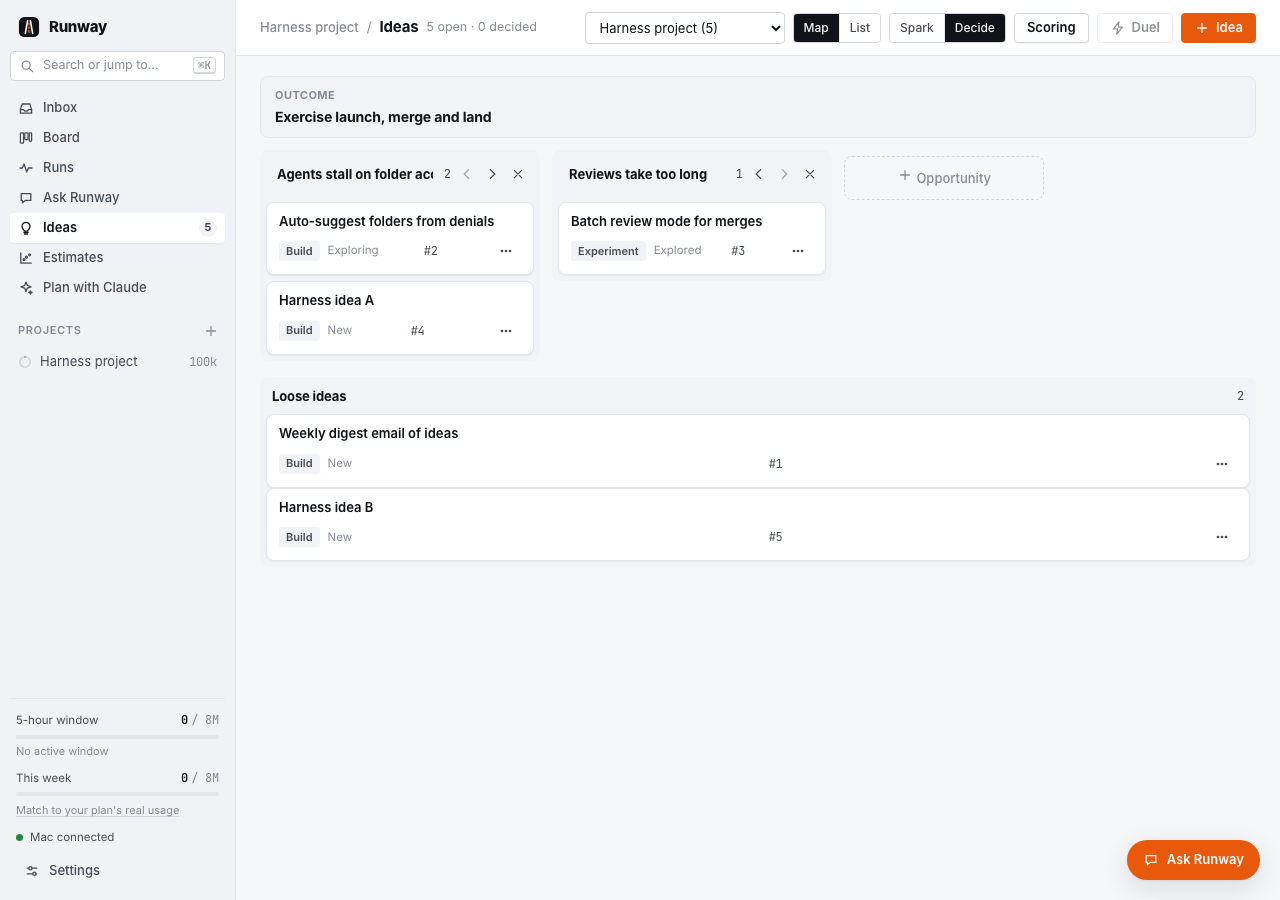 Runway
Search or jump to... ⌘K
Inbox
Board
Runs
Ask Runway
Ideas 5
Estimates
Plan with Claude
PROJECTS
Harness project 100k
5-hour window 0 / 8M
No active window
This week 0 / 8M
Match to your plan's real usage
Mac connected
Settings
Harness project / Ideas 5 open · 0 decided
Harness project (5)
Map List
Spark Decide
Scoring
Duel
+ Idea
OUTCOME
Exercise launch, merge and land
Agents stall on folder acc 2
Auto-suggest folders from denials
Build Exploring #2
Harness idea A
Build New #4
Reviews take too long 1
Batch review mode for merges
Experiment Explored #3
+ Opportunity
Loose ideas 2
Weekly digest email of ideas
Build New #1
Harness idea B
Build New #5
Ask Runway